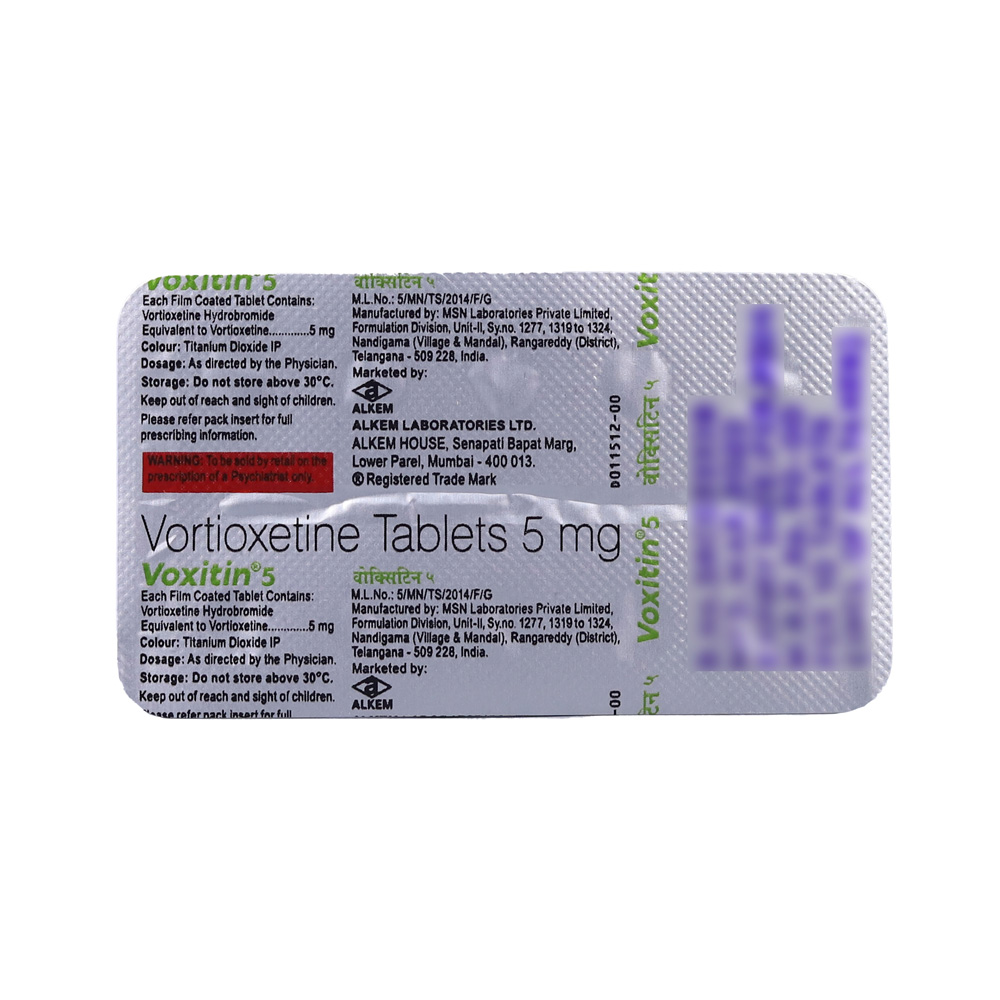 Voxitin® 5
Each Film Coated Tablet Contains:
Vortioxetine Hydrobromide
Equivalent to Vortioxetine.............5 mg
Colour: Titanium Dioxide IP
Dosage: As directed by the Physician.
Storage: Do not store above 30°C.
Keep out of reach and sight of children.
Please refer pack insert for full
prescribing information.
WARNING: To be sold by retail on the
prescription of a Psychiatrist only.
वोक्सिटिन ५
M.L.No.: 5/MN/TS/2014/F/G
Manufactured by: MSN Laboratories Private Limited,
Formulation Division, Unit-II, Sy.no. 1277, 1319 to 1324,
Nandigama (Village & Mandal), Rangareddy (District),
Telangana - 509 228, India.
Marketed by:
a
ALKEM
ALKEM LABORATORIES LTD.
ALKEM HOUSE, Senapati Bapat Marg,
Lower Parel, Mumbai - 400 013.
® Registered Trade Mark
D011512-00
Voxit
वोक्सिटिन ५
Vortioxetine Tablets 5 mg
Voxitin® 5
Each Film Coated Tablet Contains:
Vortioxetine Hydrobromide
Equivalent to Vortioxetine.............5 mg
Colour: Titanium Dioxide IP
Dosage: As directed by the Physician.
Storage: Do not store above 30°C.
Keep out of reach and sight of children.
refer pack insert for full
वोक्सिटिन ५
M.L.No.: 5/MN/TS/2014/F/G
Manufactured by: MSN Laboratories Private Limited,
Formulation Division, Unit-II, Sy.no. 1277, 1319 to 1324,
Nandigama (Village & Mandal), Rangareddy (District),
Telangana - 509 228, India.
Marketed by:
a
ALKEM
-00
Voxitin® 5
टिन ५